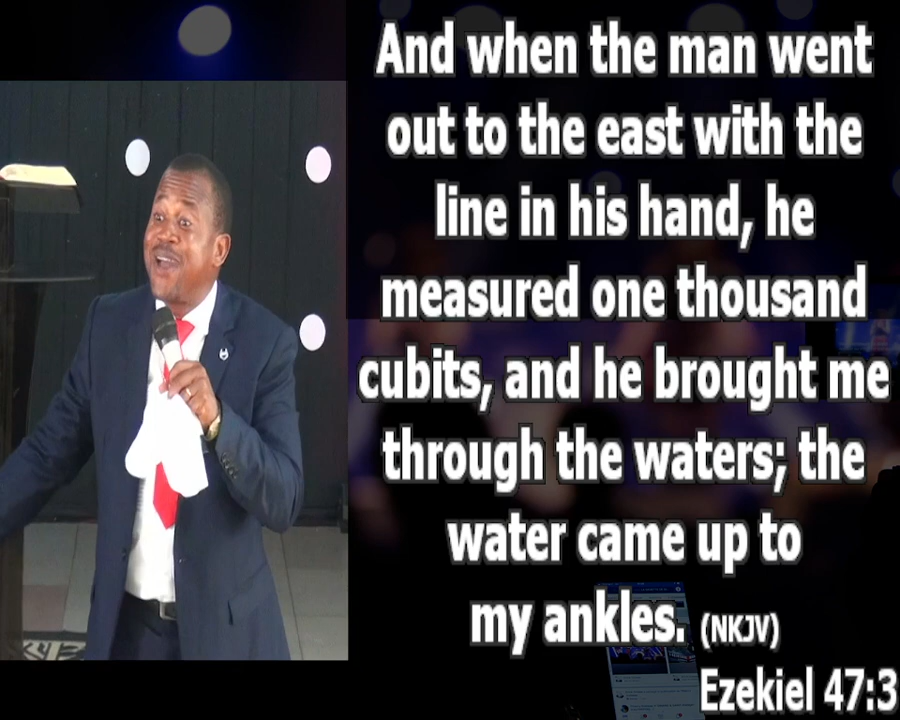 And when the man went
out to the east with the
line in his hand, he
measured one thousand
cubits, and he brought me
through the waters; the
water came up to
my ankles. (NKJV)
Ezekiel 47:3